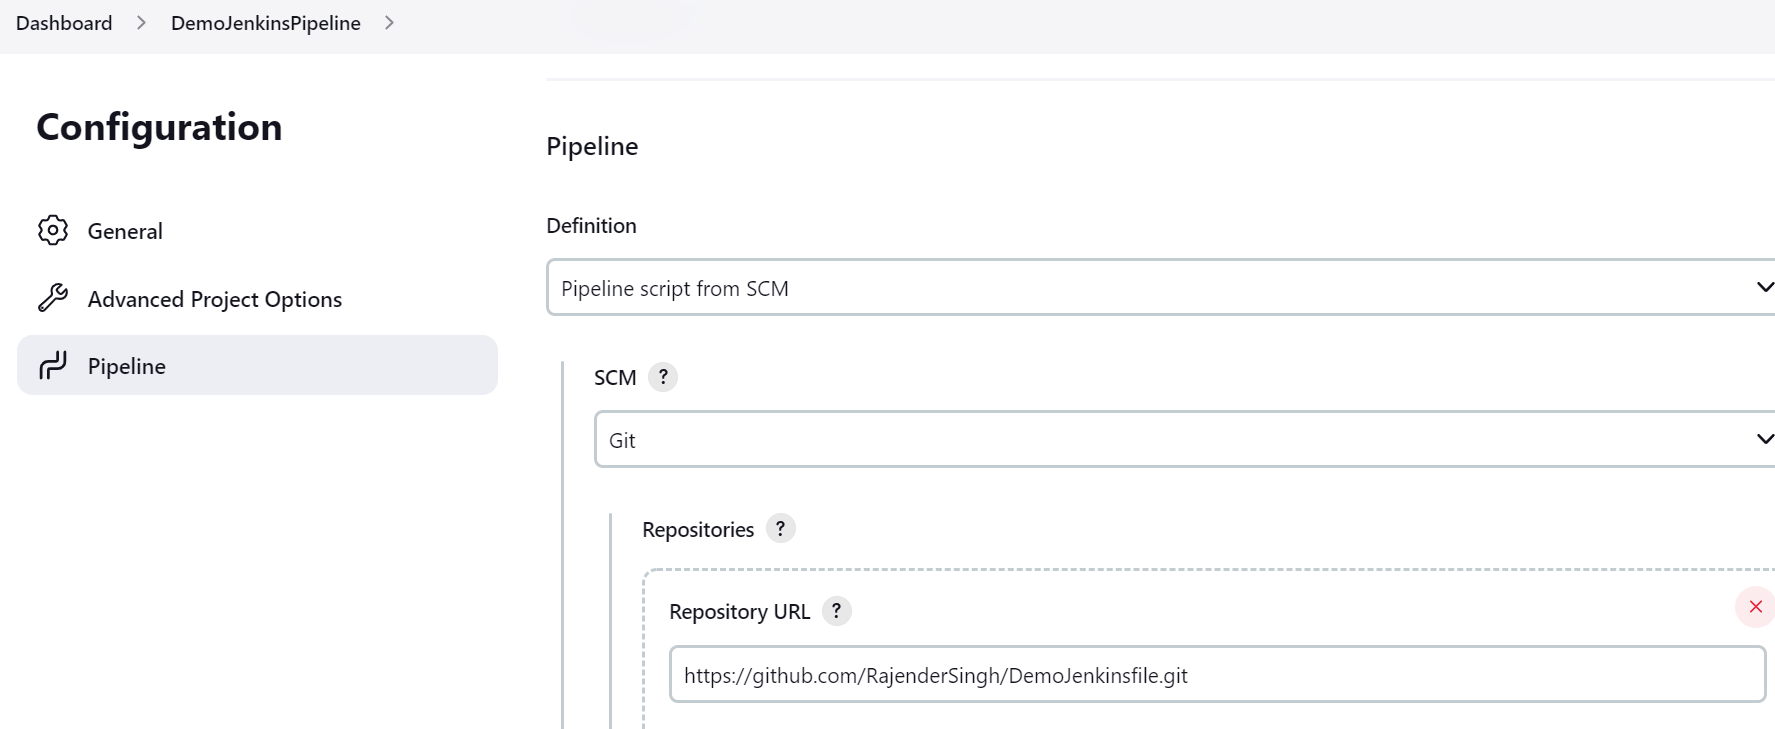 Dashboard > DemoJenkinsPipeline >
Configuration
General
Advanced Project Options
Pipeline
Pipeline
Definition
Pipeline script from SCM
SCM ?
Git
Repositories ?
Repository URL ?
https://github.com/RajenderSingh/DemoJenkinsfile.git